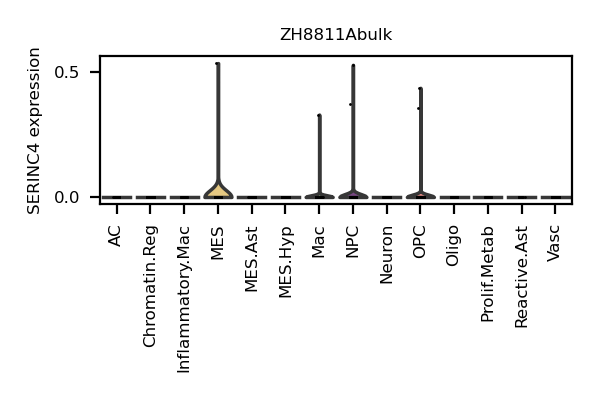 ZH8811Abulk
SERINC4 expression
0.5
0.0
AC
Chromatin.Reg
Inflammatory.Mac
MES
MES.Ast
MES.Hyp
Mac
NPC
Neuron
OPC
Oligo
Prolif.Metab
Reactive.Ast
Vasc